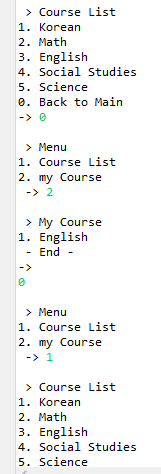 > Course List
1. Korean
2. Math
3. English
4. Social Studies
5. Science
0. Back to Main
-> 0
> Menu
1. Course List
2. my Course
-> 2
> My Course
1. English
- End -
->
0
> Menu
1. Course List
2. my Course
-> 1
> Course List
1. Korean
2. Math
3. English
4. Social Studies
5. Science